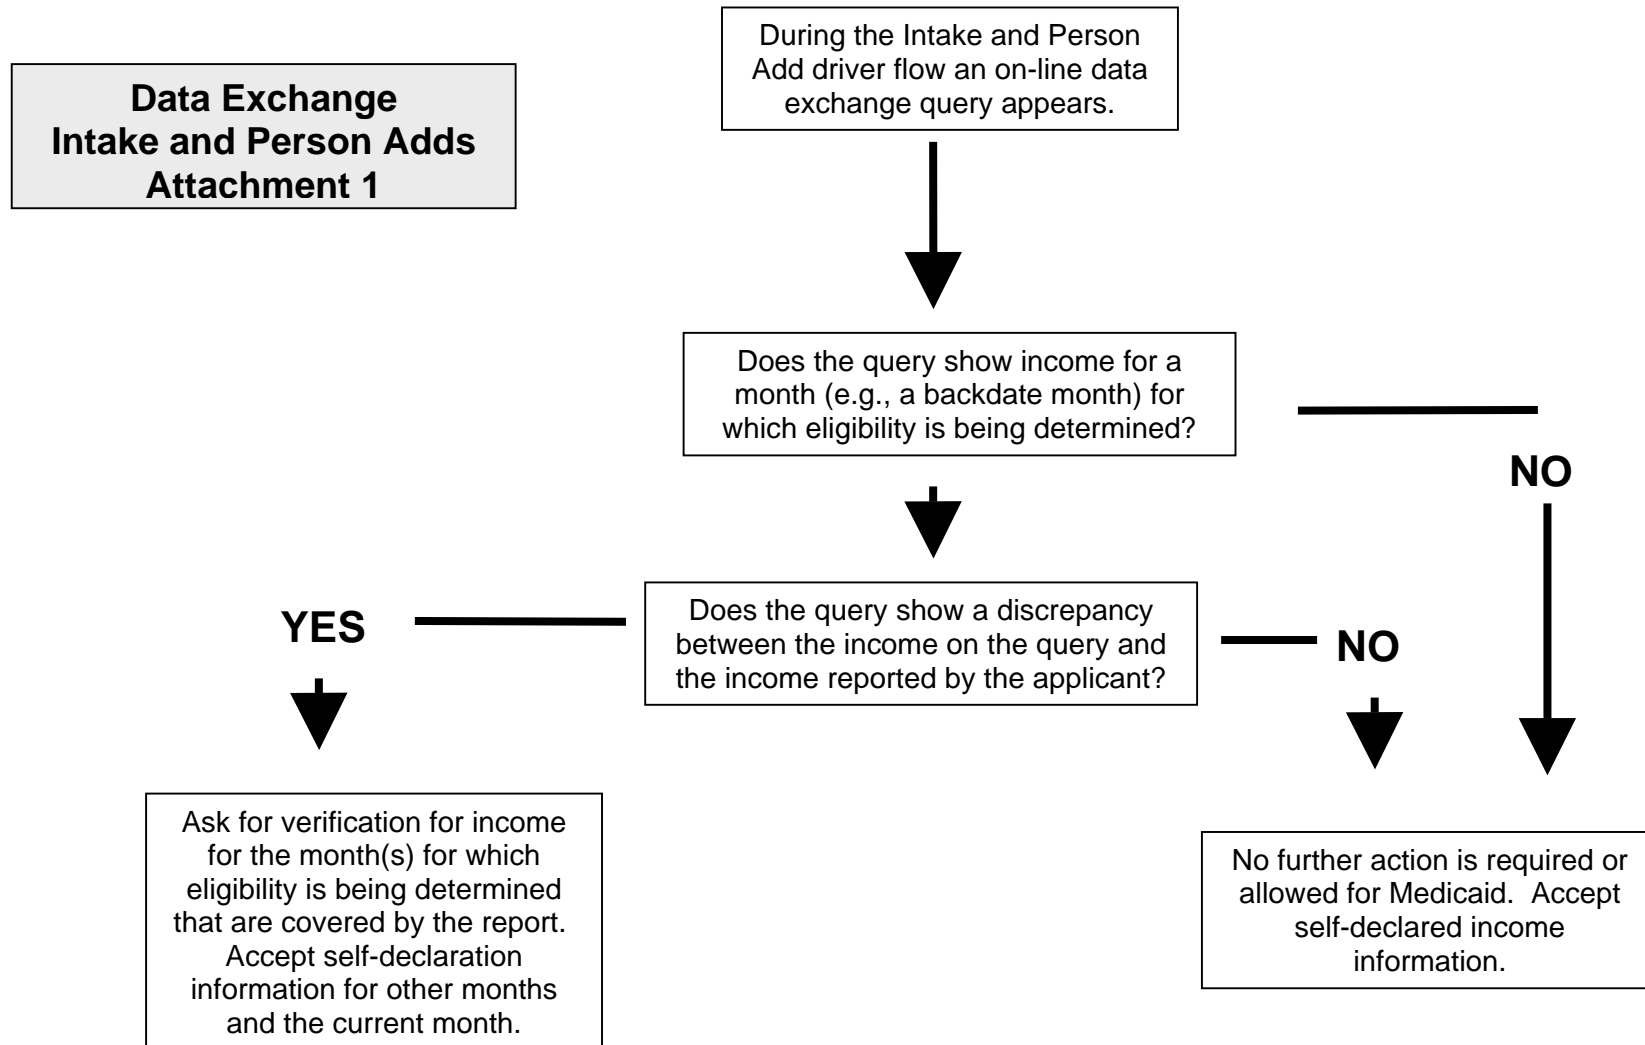 Data Exchange
Intake and Person Adds
Attachment 1
During the Intake and Person
Add driver flow an on-line data
exchange query appears.
Does the query show income for a
month (e.g., a backdate month) for
which eligibility is being determined?
NO
Does the query show a discrepancy
between the income on the query and
the income reported by the applicant?
YES
NO
Ask for verification for income
for the month(s) for which
eligibility is being determined
that are covered by the report.
Accept self-declaration
information for other months
and the current month.
No further action is required or
allowed for Medicaid.  Accept
self-declared income
information.